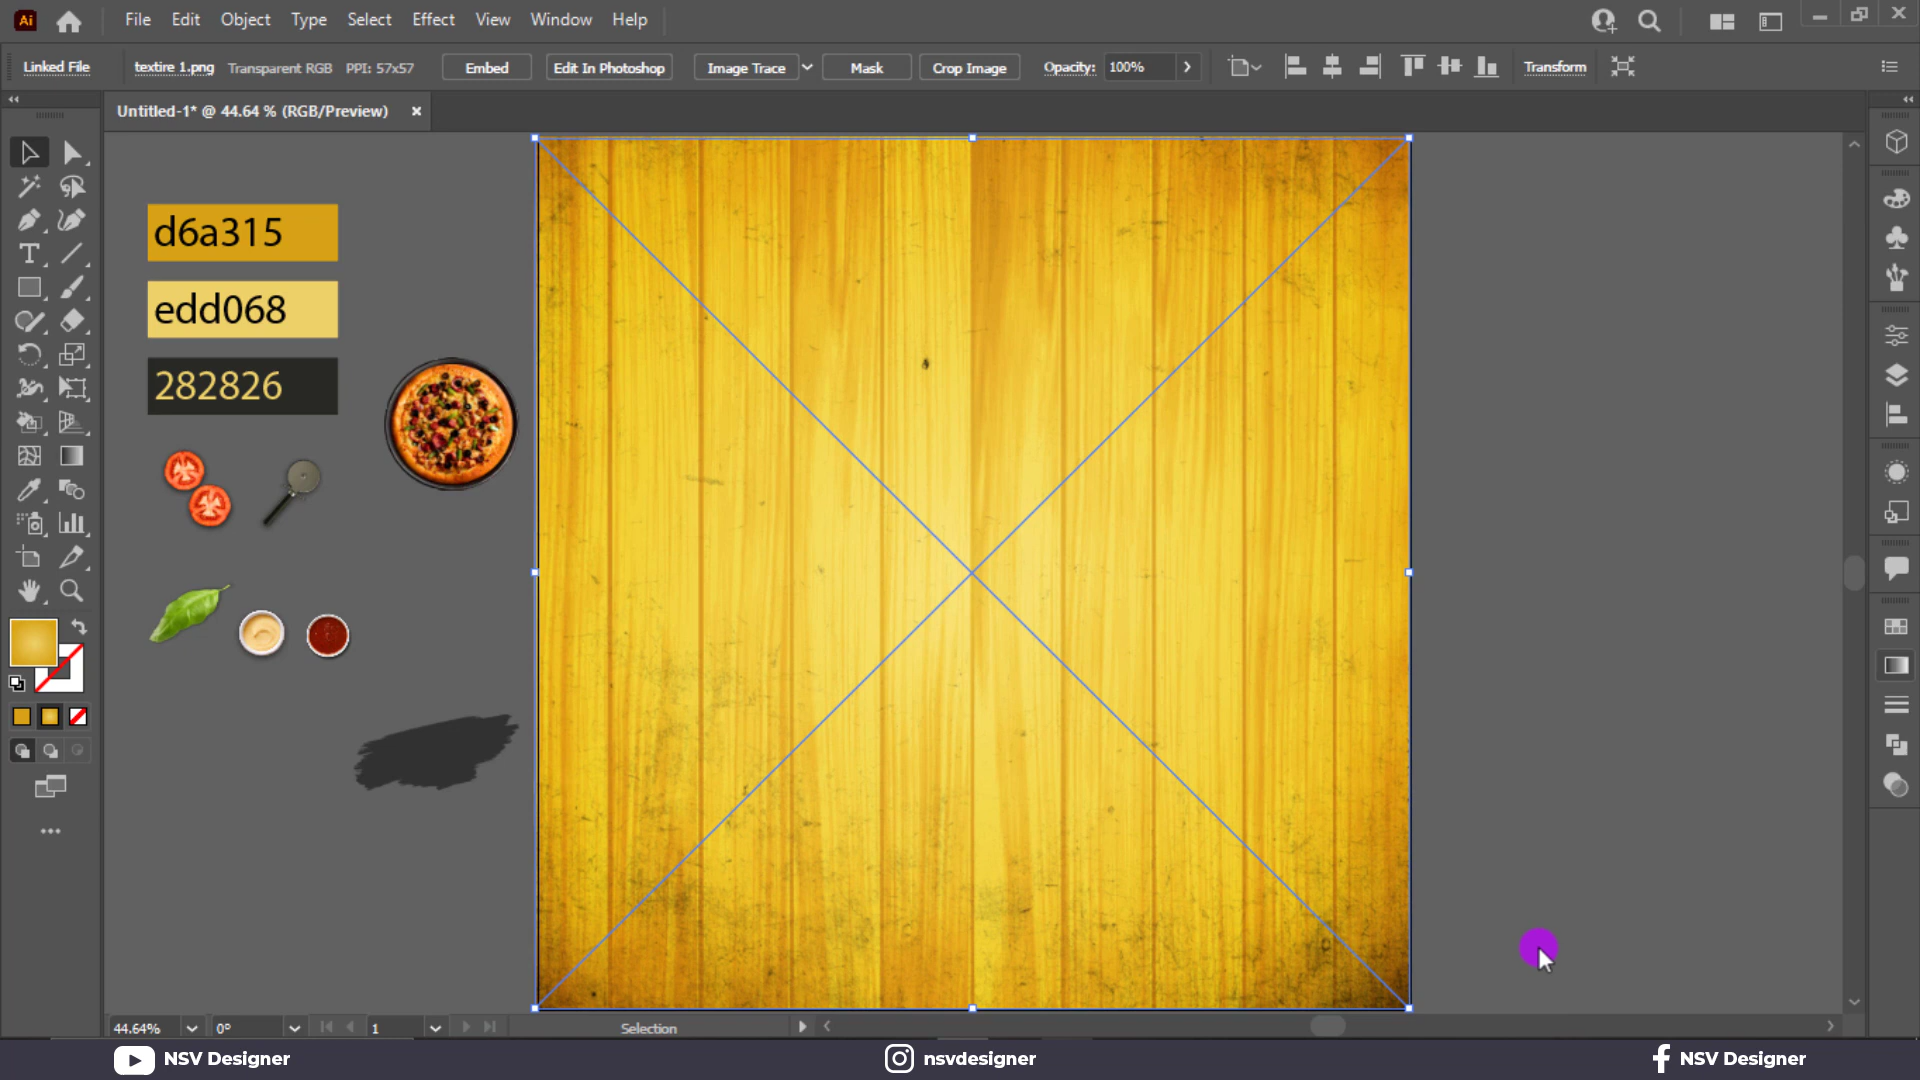 Ai File Edit Object Type Select Effect View Window Help
Linked File textire 1.png Transparent RGB PPI: 57x57 Embed Edit In Photoshop Image Trace Mask Crop Image Opacity: 100% Transform
Untitled-1* @ 44.64 % (RGB/Preview)
d6a315
edd068
282826
44.64% 0° 1 Selection
NSV Designer nsvdesigner NSV Designer